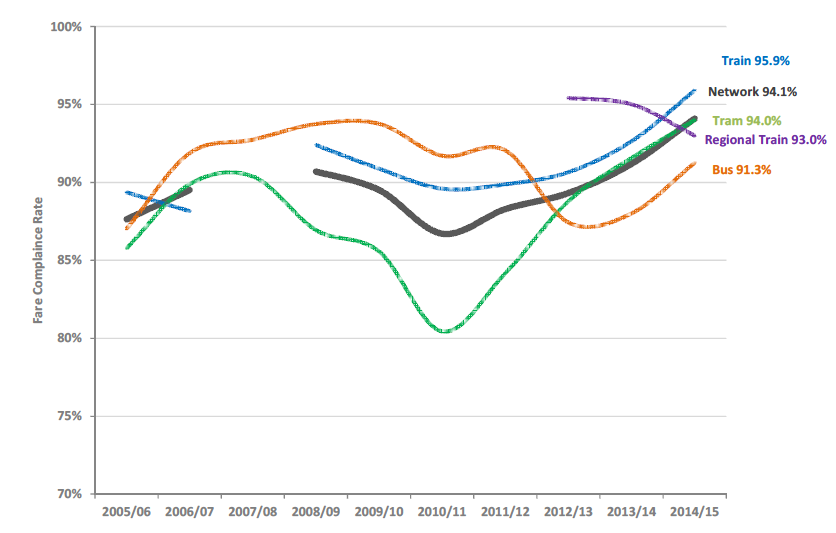 100%
95%
90%
85%
80%
75%
70%
Fare Complaince Rate
2005/06 2006/07 2007/08 2008/09 2009/10 2010/11 2011/12 2012/13 2013/14 2014/15
Train 95.9%
Network 94.1%
Tram 94.0%
Regional Train 93.0%
Bus 91.3%